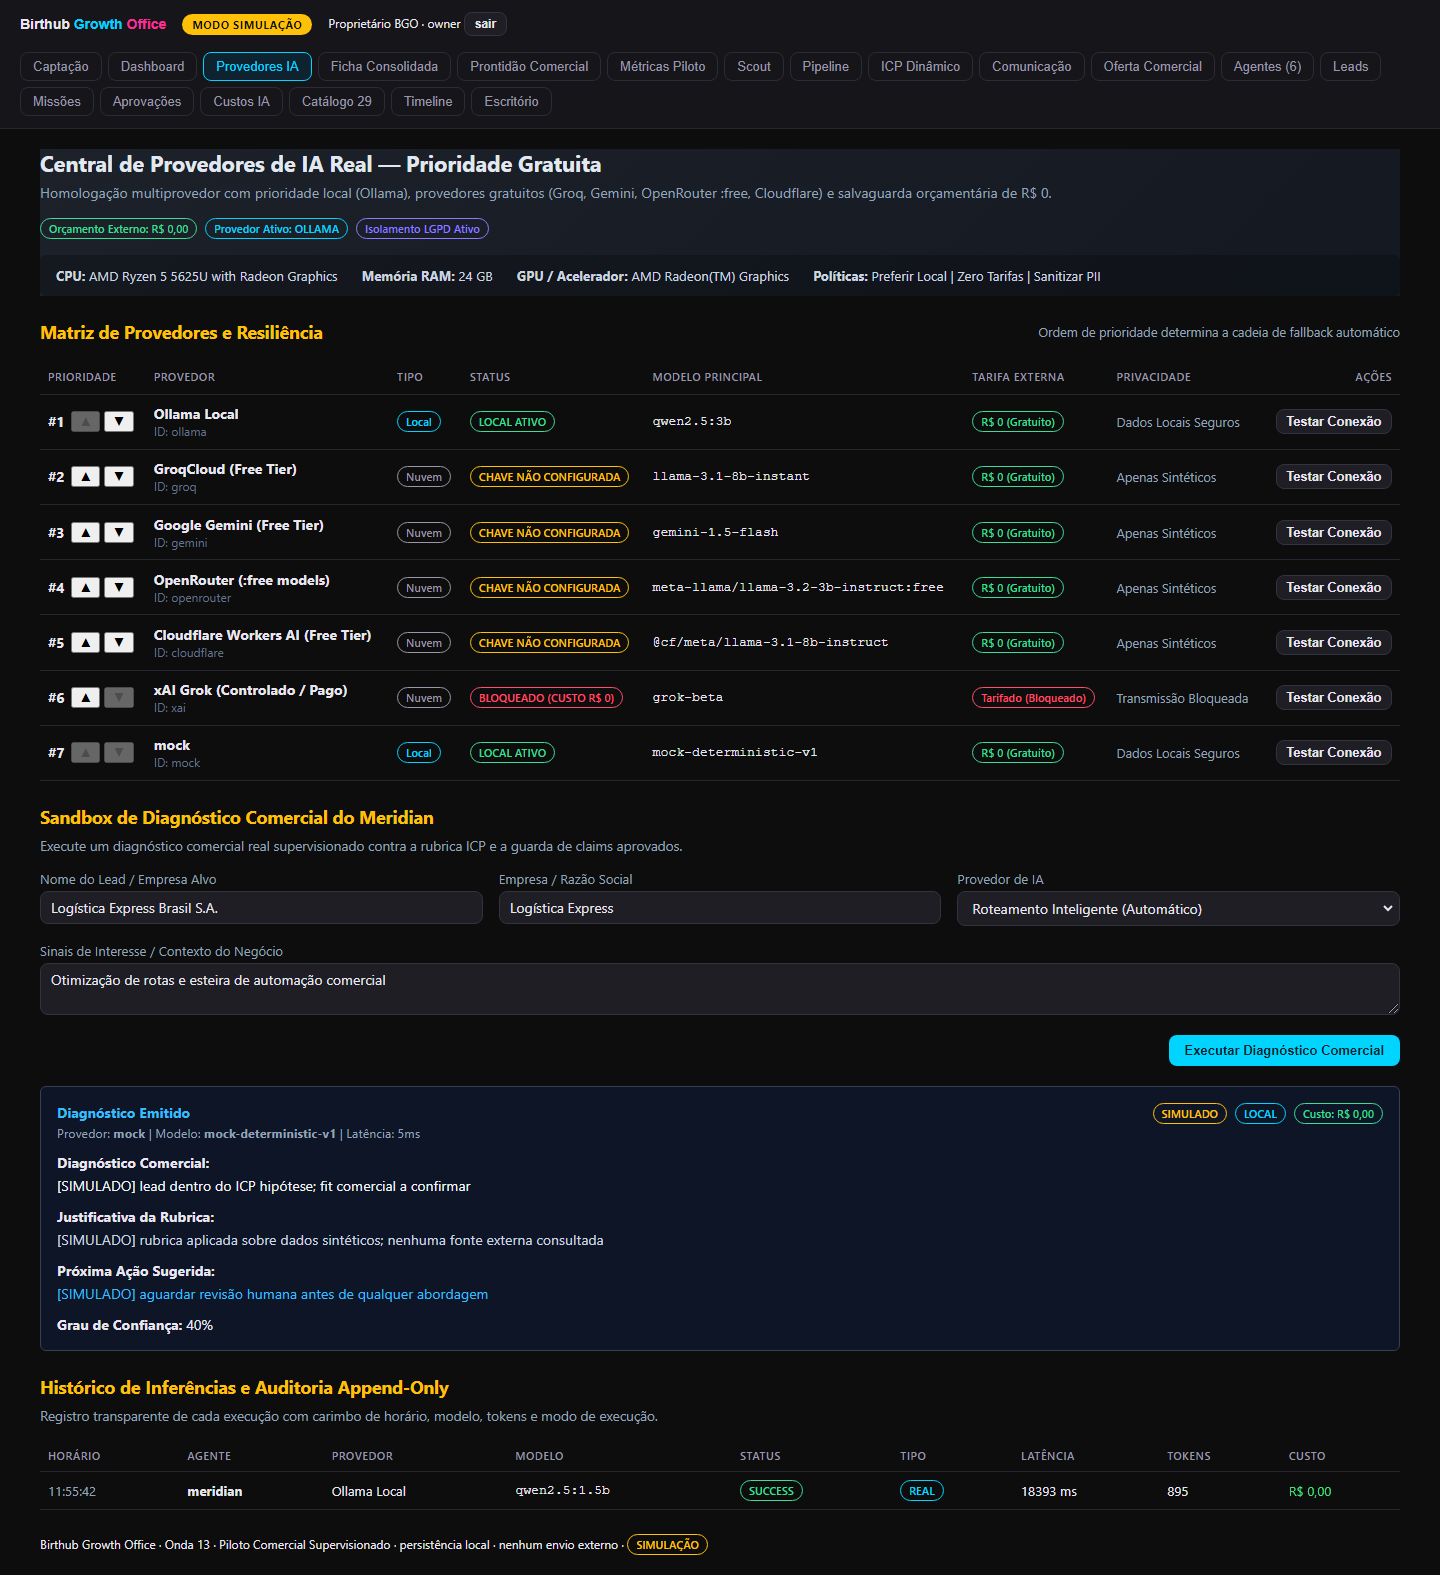 Birthub Growth Office MODO SIMULAÇÃO Proprietário BGO · owner sair
Captação Dashboard Provedores IA Ficha Consolidada Prontidão Comercial Métricas Piloto Scout Pipeline ICP Dinâmico Comunicação Oferta Comercial Agentes (6) Leads
Missões Aprovações Custos IA Catálogo 29 Timeline Escritório
Central de Provedores de IA Real — Prioridade Gratuita
Homologação multiprovedor com prioridade local (Ollama), provedores gratuitos (Groq, Gemini, OpenRouter :free, Cloudflare) e salvaguarda orçamentária de R$ 0.
Orçamento Externo: R$ 0,00 Provedor Ativo: OLLAMA Isolamento LGPD Ativo
CPU: AMD Ryzen 5 5625U with Radeon Graphics Memória RAM: 24 GB GPU / Acelerador: AMD Radeon(TM) Graphics Políticas: Preferir Local | Zero Tarifas | Sanitizar PII
Matriz de Provedores e Resiliência Ordem de prioridade determina a cadeia de fallback automático
PRIORIDADE PROVEDOR TIPO STATUS MODELO PRINCIPAL TARIFA EXTERNA PRIVACIDADE AÇÕES
#1 ▲ ▼ Ollama Local Local LOCAL ATIVO qwen2.5:3b R$ 0 (Gratuito) Dados Locais Seguros Testar Conexão
ID: ollama
#2 ▲ ▼ GroqCloud (Free Tier) Nuvem CHAVE NÃO CONFIGURADA llama-3.1-8b-instant R$ 0 (Gratuito) Apenas Sintéticos Testar Conexão
ID: groq
#3 ▲ ▼ Google Gemini (Free Tier) Nuvem CHAVE NÃO CONFIGURADA gemini-1.5-flash R$ 0 (Gratuito) Apenas Sintéticos Testar Conexão
ID: gemini
#4 ▲ ▼ OpenRouter (:free models) Nuvem CHAVE NÃO CONFIGURADA meta-llama/llama-3.2-3b-instruct:free R$ 0 (Gratuito) Apenas Sintéticos Testar Conexão
ID: openrouter
#5 ▲ ▼ Cloudflare Workers AI (Free Tier) Nuvem CHAVE NÃO CONFIGURADA @cf/meta/llama-3.1-8b-instruct R$ 0 (Gratuito) Apenas Sintéticos Testar Conexão
ID: cloudflare
#6 ▲ ▼ xAI Grok (Controlado / Pago) Nuvem BLOQUEADO (CUSTO R$ 0) grok-beta Tarifado (Bloqueado) Transmissão Bloqueada Testar Conexão
ID: xai
#7 ▲ ▼ mock Local LOCAL ATIVO mock-deterministic-v1 R$ 0 (Gratuito) Dados Locais Seguros Testar Conexão
ID: mock
Sandbox de Diagnóstico Comercial do Meridian
Execute um diagnóstico comercial real supervisionado contra a rubrica ICP e a guarda de claims aprovados.
Nome do Lead / Empresa Alvo Empresa / Razão Social Provedor de IA
Logística Express Brasil S.A. Logística Express Roteamento Inteligente (Automático)
Sinais de Interesse / Contexto do Negócio
Otimização de rotas e esteira de automação comercial
Executar Diagnóstico Comercial
Diagnóstico Emitido SIMULADO LOCAL Custo: R$ 0,00
Provedor: mock | Modelo: mock-deterministic-v1 | Latência: 5ms
Diagnóstico Comercial:
[SIMULADO] lead dentro do ICP hipótese; fit comercial a confirmar
Justificativa da Rubrica:
[SIMULADO] rubrica aplicada sobre dados sintéticos; nenhuma fonte externa consultada
Próxima Ação Sugerida:
[SIMULADO] aguardar revisão humana antes de qualquer abordagem
Grau de Confiança: 40%
Histórico de Inferências e Auditoria Append-Only
Registro transparente de cada execução com carimbo de horário, modelo, tokens e modo de execução.
HORÁRIO AGENTE PROVEDOR MODELO STATUS TIPO LATÊNCIA TOKENS CUSTO
11:55:42 meridian Ollama Local qwen2.5:1.5b SUCCESS REAL 18393 ms 895 R$ 0,00
Birthub Growth Office · Onda 13 · Piloto Comercial Supervisionado · persistência local · nenhum envio externo · SIMULAÇÃO